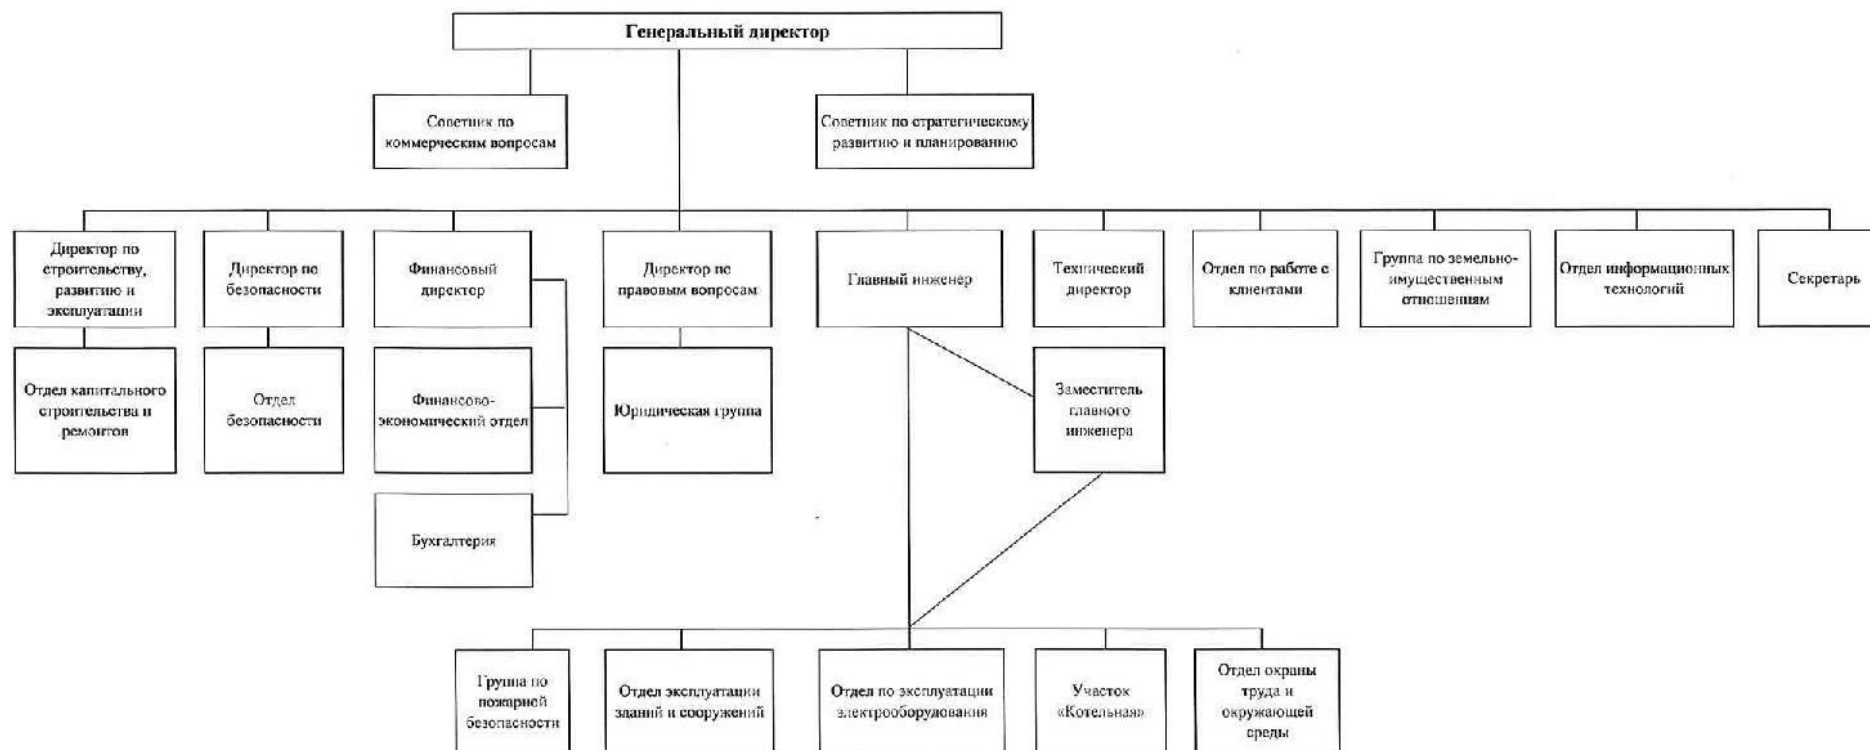 Генеральный директор
Советник по
коммерческим вопросам
Советник по стратегическому
развитию и планированию
Директор по
строительству,
развитию и
эксплуатации
Директор по
безопасности
Финансовый
директор
Директор по
правовым вопросам
Главный инженер
Технический
директор
Отдел по работе с
клиентами
Группа по земельно-
имущественным
отношениям
Отдел информационных
технологий
Секретарь
Отдел капитального
строительства и
ремонтов
Отдел
безопасности
Финансово-
экономический отдел
Юридическая группа
Заместитель
главного
инженера
Бухгалтерия
Группа по
пожарной
безопасности
Отдел эксплуатации
зданий и сооружений
Отдел по эксплуатации
электрооборудования
Участок
«Котельная»
Отдел охраны
труда и
окружающей
среды